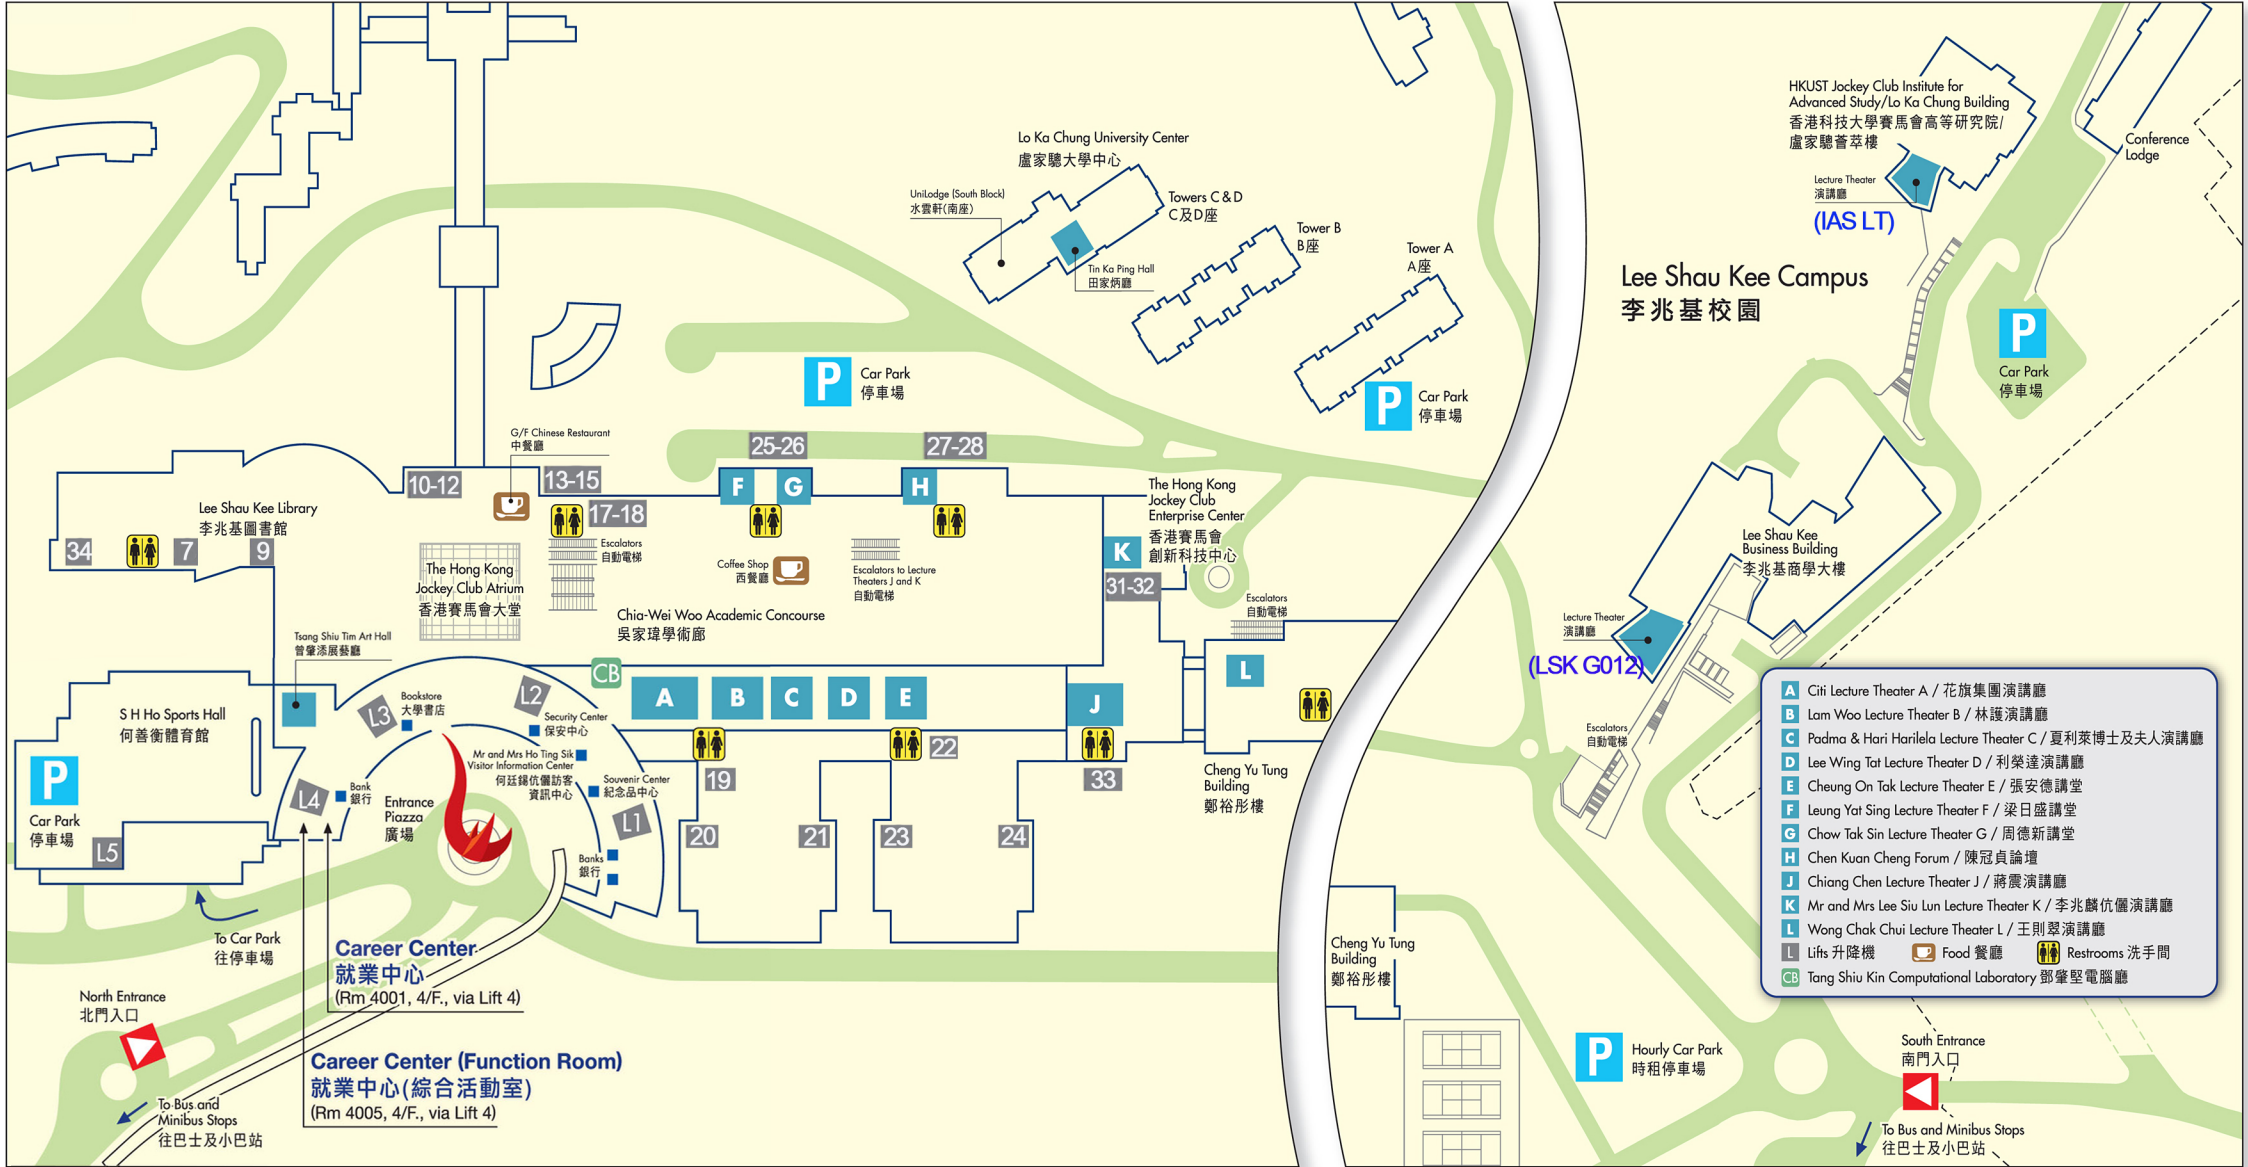 Lo Ka Chung University Center
盧家驄大學中心
UniLodge (South Block)
水雲軒(南座)
Towers C & D
C及D座
Tin Ka Ping Hall
田家炳廳
Tower B
B座
Tower A
A座
P
Car Park
停車場
P
Car Park
停車場
HKUST Jockey Club Institute for
Advanced Study/Lo Ka Chung Building
香港科技大學賽馬會高等研究院/
盧家驄薈萃樓
Lecture Theater
演講廳
(IAS LT)
Conference
Lodge
Lee Shau Kee Campus
李兆基校園
P
Car Park
停車場
Lee Shau Kee
Business Building
李兆基商學大樓
Lecture Theater
演講廳
(LSK G012)
Escalators
自動電梯
G/F Chinese Restaurant
中餐廳
10-12
13-15
17-18
25-26
27-28
F
G
H
Lee Shau Kee Library
李兆基圖書館
34
7
9
The Hong Kong
Jockey Club Atrium
香港賽馬會大堂
Escalators
自動電梯
Coffee Shop
西餐廳
Escalators to Lecture
Theaters J and K
自動電梯
The Hong Kong
Jockey Club
Enterprise Center
香港賽馬會
創新科技中心
K
31-32
Escalators
自動電梯
Chia-Wei Woo Academic Concourse
吳家瑋學術廊
Tsang Shiu Tim Art Hall
曾肇添展藝廳
CB
A
B
C
D
E
J
L
S H Ho Sports Hall
何善衡體育館
L3
Bookstore
大學書店
L2
Security Center
保安中心
Mr and Mrs Ho Ting Sik
Visitor Information Center
何廷錫伉儷訪客
資訊中心
Souvenir Center
紀念品中心
19
22
33
Cheng Yu Tung
Building
鄭裕彤樓
P
Car Park
停車場
L4
Bank
銀行
Entrance
Piazza
廣場
L1
20
21
23
24
L5
Banks
銀行
To Car Park
往停車場
Career Center
就業中心
(Rm 4001, 4/F., via Lift 4)
North Entrance
北門入口
Career Center (Function Room)
就業中心(綜合活動室)
(Rm 4005, 4/F., via Lift 4)
To Bus and
Minibus Stops
往巴士及小巴站
Cheng Yu Tung
Building
鄭裕彤樓
P
Hourly Car Park
時租停車場
A Citi Lecture Theater A / 花旗集團演講廳
B Lam Woo Lecture Theater B / 林護演講廳
C Padma & Hari Harilela Lecture Theater C / 夏利萊博士及夫人演講廳
D Lee Wing Tat Lecture Theater D / 利榮達演講廳
E Cheung On Tak Lecture Theater E / 張安德講堂
F Leung Yat Sing Lecture Theater F / 梁日盛講堂
G Chow Tak Sin Lecture Theater G / 周德新講堂
H Chen Kuan Cheng Forum / 陳冠貞論壇
J Chiang Chen Lecture Theater J / 蔣震演講廳
K Mr and Mrs Lee Siu Lun Lecture Theater K / 李兆麟伉儷演講廳
L Wong Chak Chui Lecture Theater L / 王則翠演講廳
L Lifts 升降機 Food 餐廳 Restrooms 洗手間
CB Tang Shiu Kin Computational Laboratory 鄧肇堅電腦廳
South Entrance
南門入口
To Bus and Minibus Stops
往巴士及小巴站